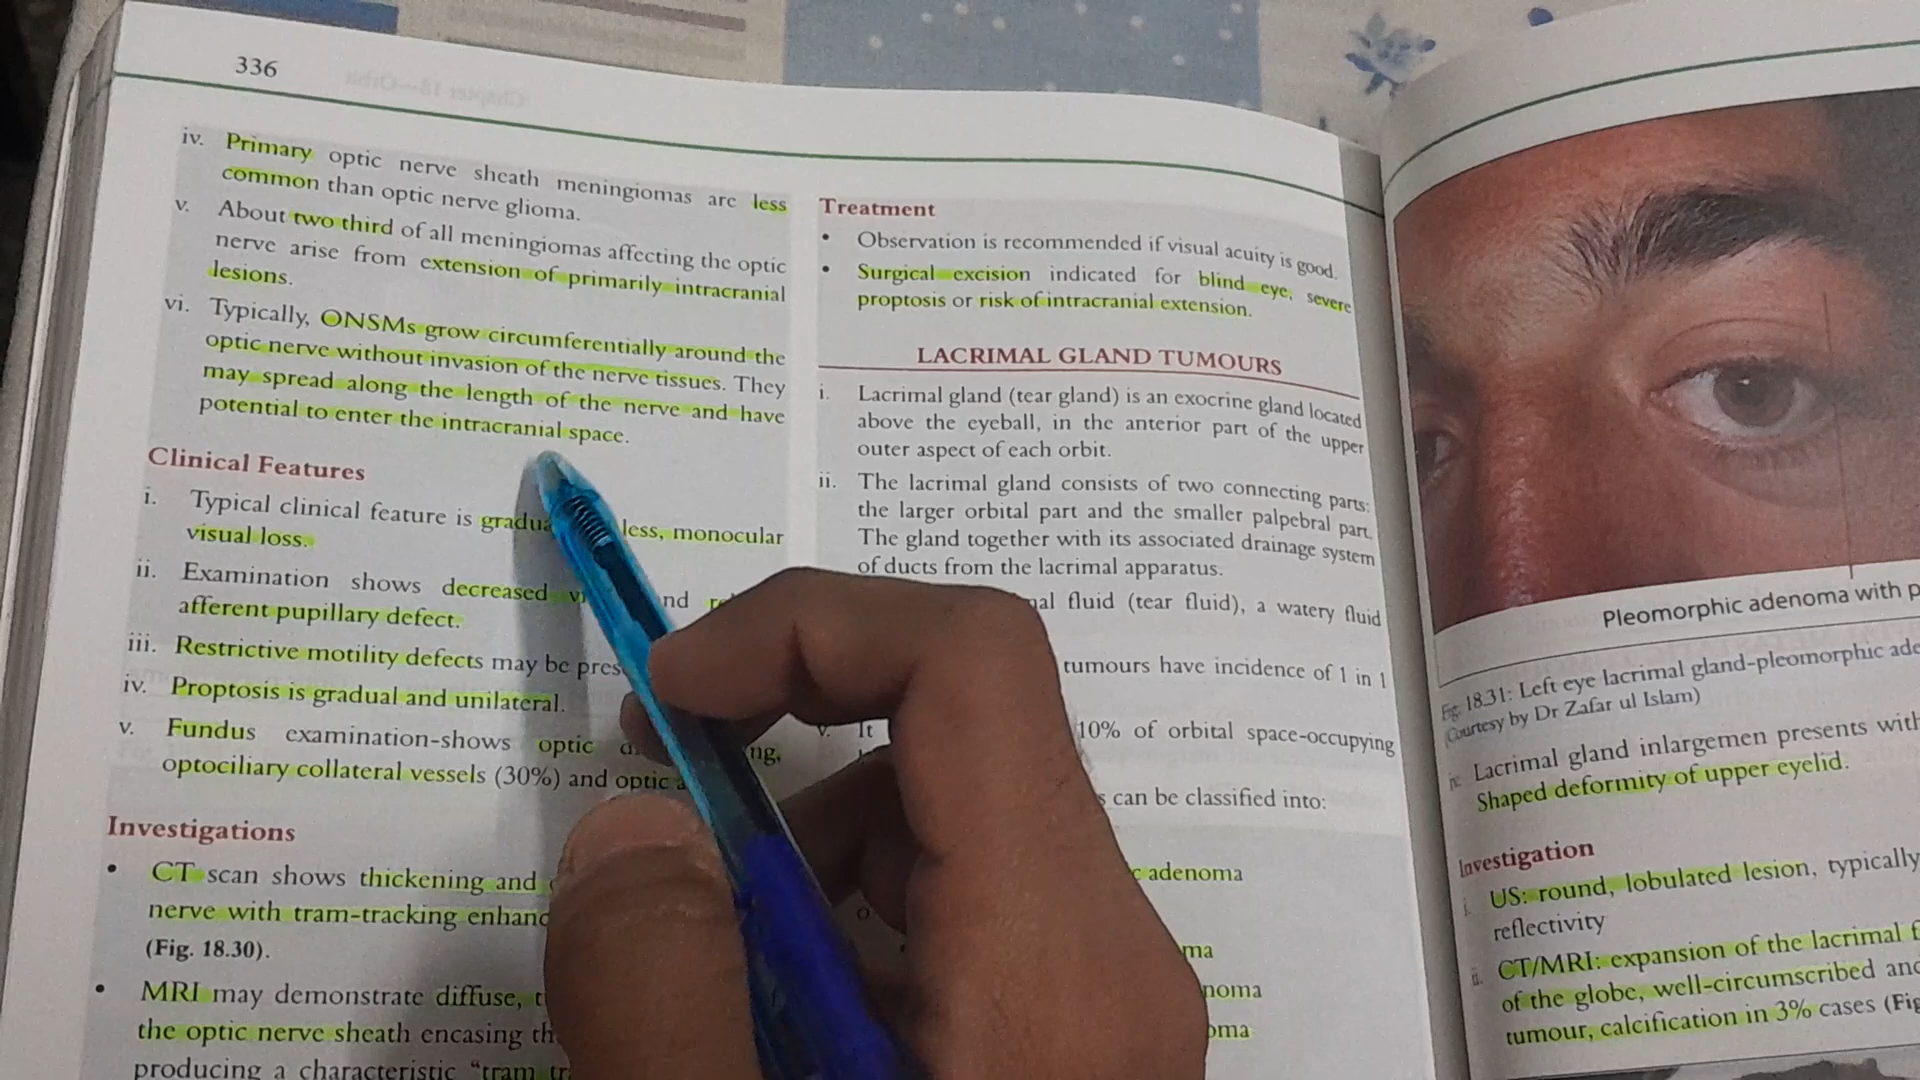 336
iv. Primary optic nerve sheath meningiomas are less
common than optic nerve glioma.
v. About two third of all meningiomas affecting the optic
nerve arise from extension of primarily intracranial
lesions.
vi. Typically, ONSMs grow circumferentially around the
optic nerve without invasion of the nerve tissues. They
may spread along the length of the nerve and have
potential to enter the intracranial space.
Clinical Features
i. Typical clinical feature is less, monocular
visual loss.
ii. Examination shows decreased
afferent pupillary defect.
iii. Restrictive motility defects may be
iv. Proptosis is gradual and unilateral.
v. Fundus examination-shows optic
optociliary collateral vessels (30%) and optic
Investigations
• CT scan shows thickening and
nerve with tram-tracking
(Fig. 18.30).
• MRI may demonstrate diffuse,
the optic nerve sheath encasing
producing a characteristic "tram
Treatment
• Observation is recommended if visual acuity is good.
• Surgical excision indicated for blind eye, severe
proptosis or risk of intracranial extension.
LACRIMAL GLAND TUMOURS
i. Lacrimal gland (tear gland) is an exocrine gland located
above the eyeball, in the anterior part of the upper
outer aspect of each orbit.
ii. The lacrimal gland consists of two connecting parts:
the larger orbital part and the smaller palpebral part.
The gland together with its associated drainage system
of ducts from the lacrimal apparatus.
fluid (tear fluid), a watery fluid
tumours have incidence of 1 in 1
v. It 10% of orbital space-occupying
can be classified into:
adenoma
Pleomorphic adenoma with
18.31: Left eye lacrimal gland-pleomorphic
(Courtesy by Dr Zafar ul Islam)
Lacrimal gland inlargemen presents with
Shaped deformity of upper eyelid.
Investigation
i. US: round, lobulated lesion, typically
reflectivity
ii. CT/MRI: expansion of the lacrimal
of the globe, well-circumscribed
tumour, calcification in 3% cases